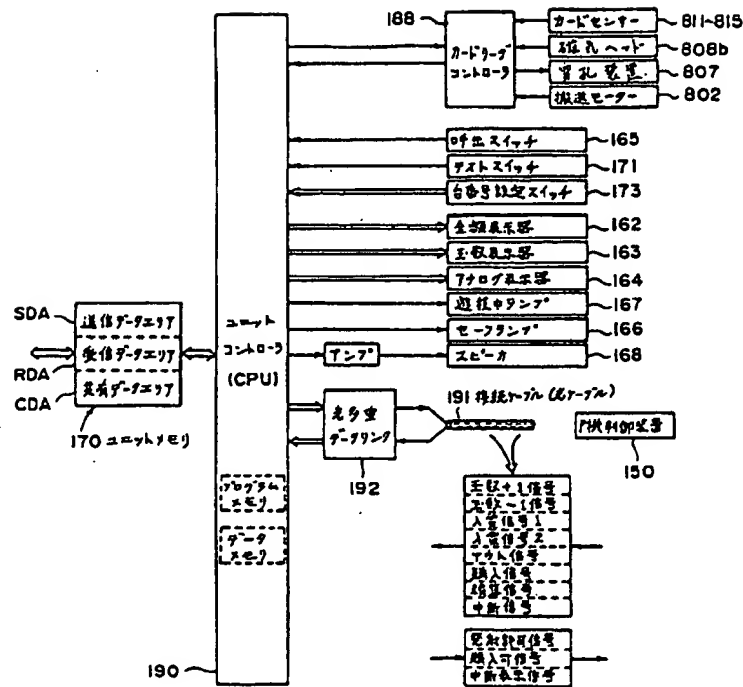 188
カードリーダ
コントローラ
カードセンサー
811~815
磁気ヘッド
808b
穿孔装置
807
搬送モーター
802
呼出スイッチ
165
テストスイッチ
171
台番号設定スイッチ
173
金額表示器
162
玉数表示器
163
アナログ表示器
164
遊技中ランプ
167
セーフランプ
166
アンプ
スピーカ
168
SDA
送信データエリア
RDA
受信データエリア
CDA
共有データエリア
170 ユニットメモリ
ユニット
コントローラ
(CPU)
プログラム
メモリ
データ
メモリ
190
光多重
データリンク
192
191 接続ケーブル(光ケーブル)
150
玉数+1信号
玉数-1信号
入賞信号1
入賞信号2
アウト信号
購入信号
精算信号
中断信号
発射許可信号
購入可信号
中断表示信号